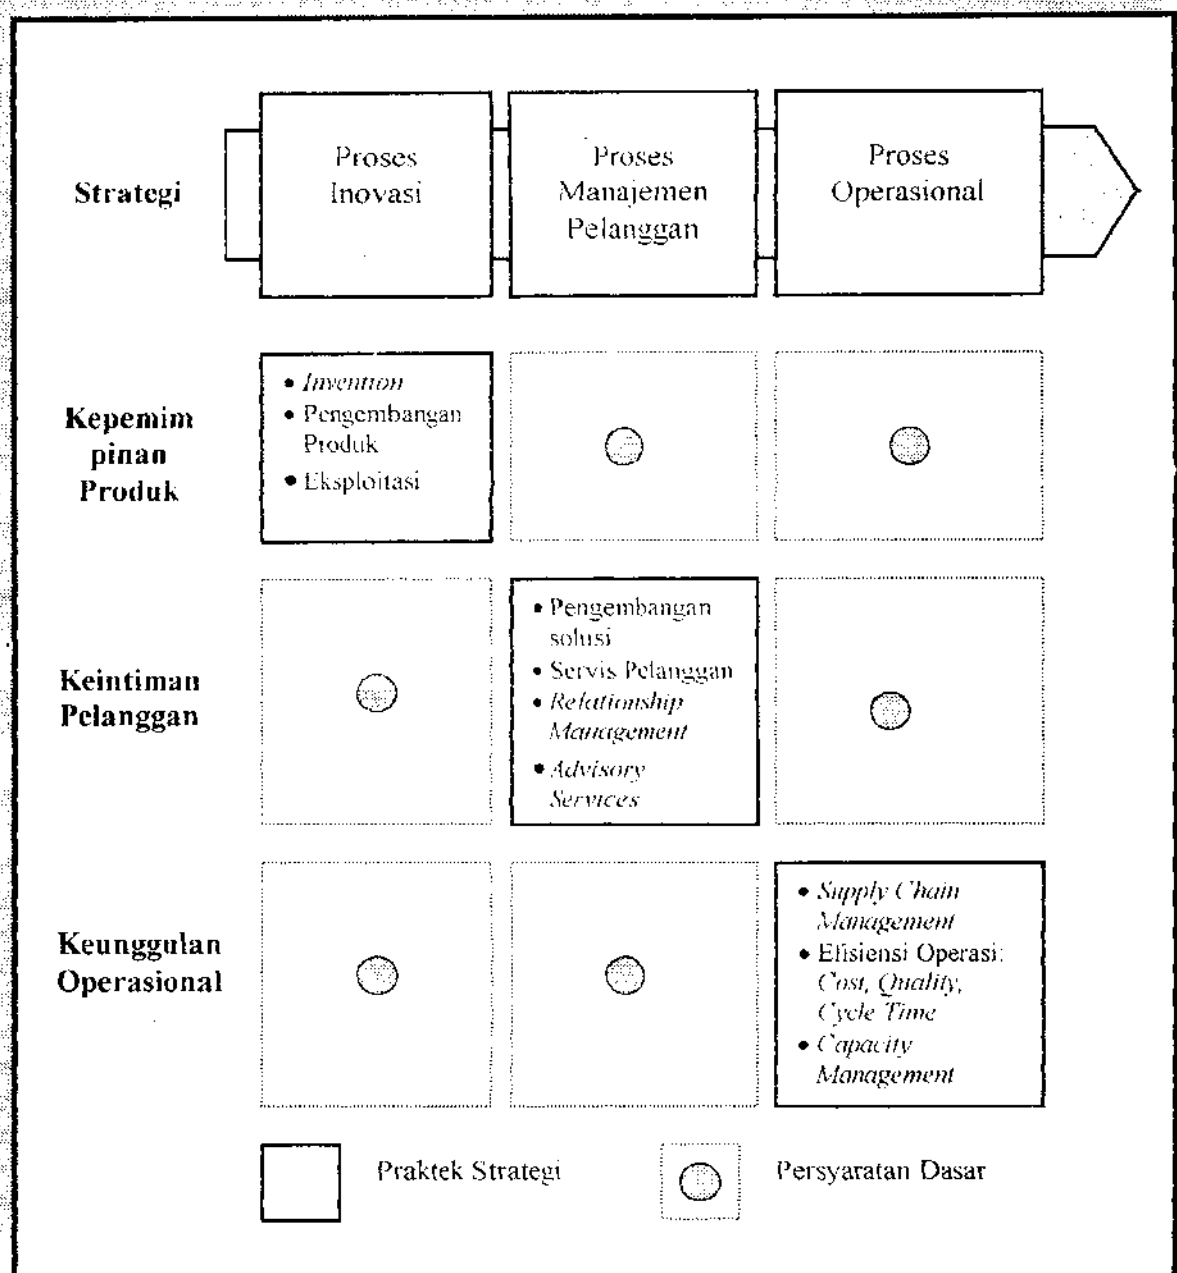 Strategi
Proses
Inovasi
Proses
Manajemen
Pelanggan
Proses
Operasional
Kepemim
pinan
Produk
• Invention
• Pengembangan
Produk
• Eksploitasi
Keintiman
Pelanggan
• Pengembangan
solusi
• Servis Pelanggan
• Relationship
Management
• Advisory
Services
Keunggulan
Operasional
• Supply Chain
Management
• Efisiensi Operasi:
Cost, Quality,
Cycle Time
• Capacity
Management
Praktek Strategi
Persyaratan Dasar